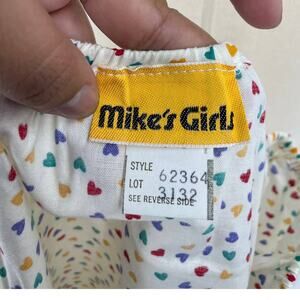 Mike's Girls
STYLE 62364
LOT 3132
SEE REVERSE SIDE